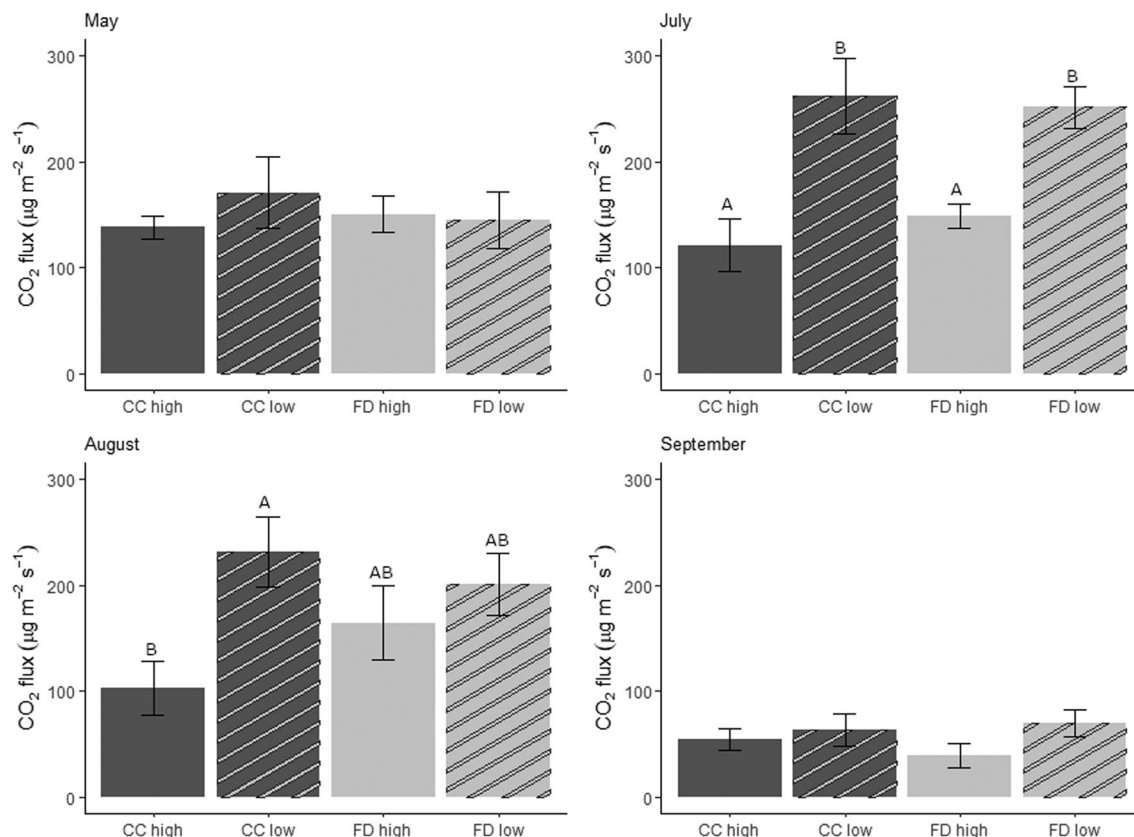 May
300
200
100
0
CO₂ flux (µg m⁻² s⁻¹)
CC high
CC low
FD high
FD low
July
300
200
100
0
CO₂ flux (µg m⁻² s⁻¹)
A
B
A
B
CC high
CC low
FD high
FD low
August
300
200
100
0
CO₂ flux (µg m⁻² s⁻¹)
B
A
AB
AB
CC high
CC low
FD high
FD low
September
300
200
100
0
CO₂ flux (µg m⁻² s⁻¹)
CC high
CC low
FD high
FD low